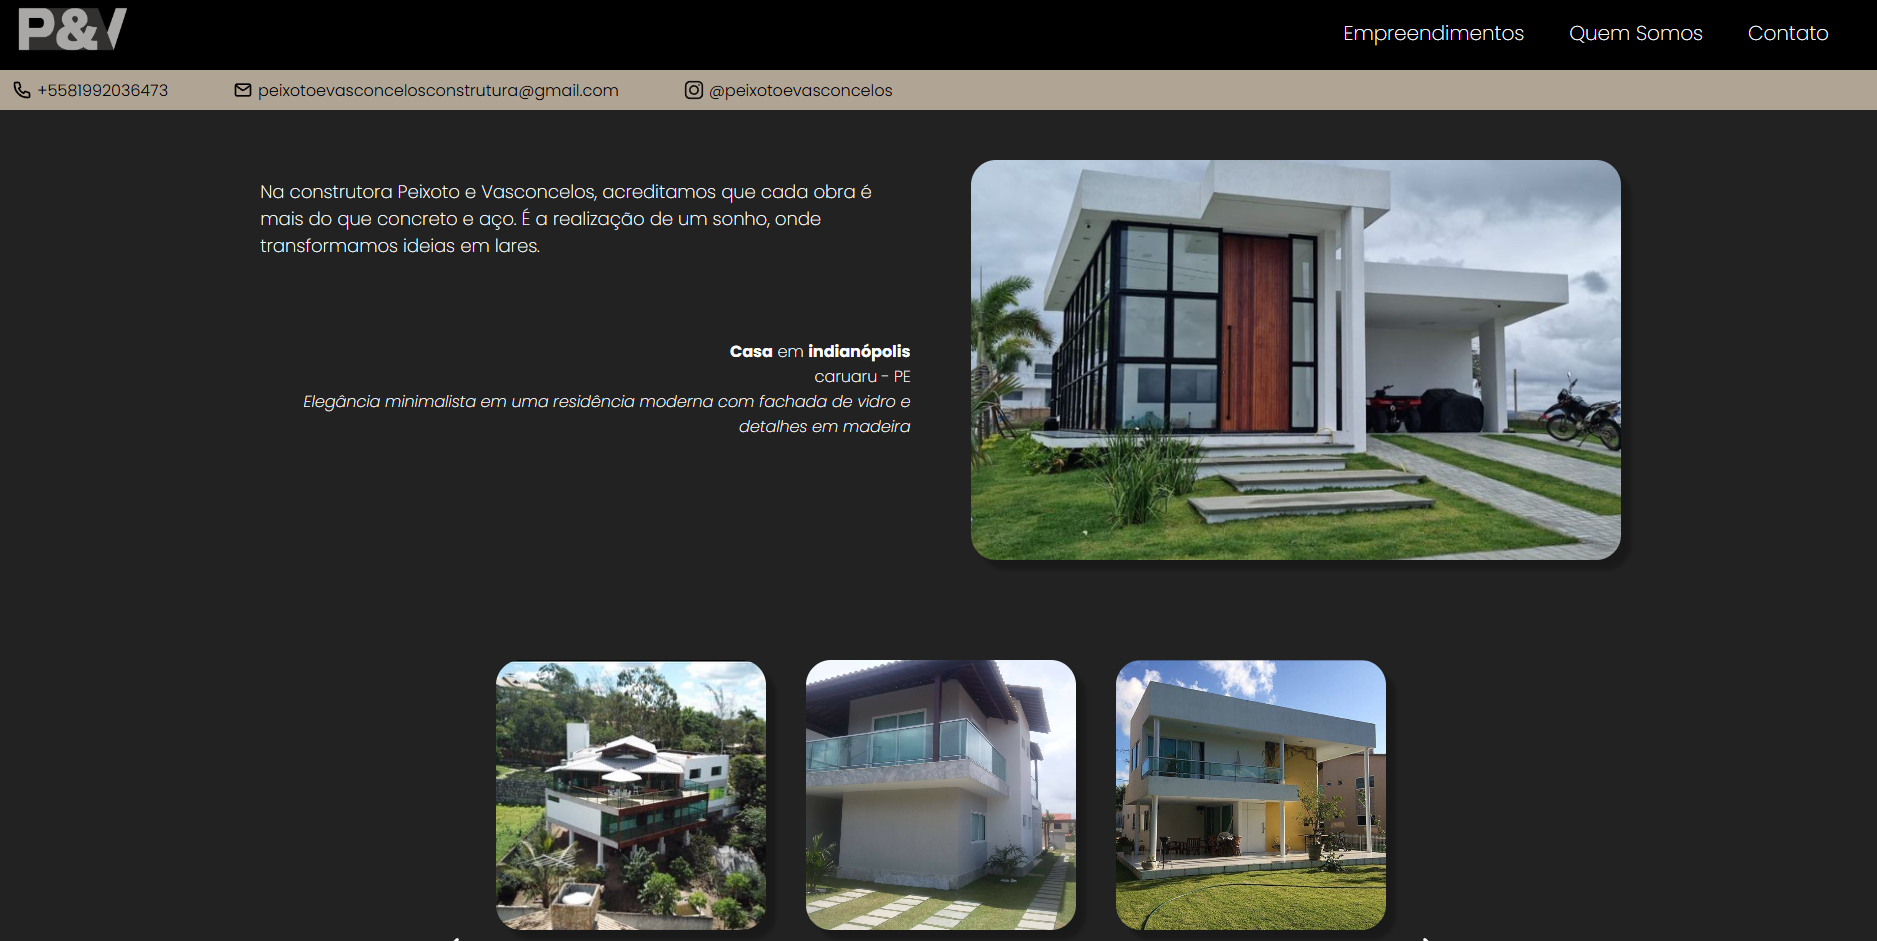 P&V
Empreendimentos
Quem Somos
Contato
+5581992036473
peixotoevasconcelosconstrutura@gmail.com
@peixotoevasconcelos
Na construtora Peixoto e Vasconcelos, acreditamos que cada obra é
mais do que concreto e aço. É a realização de um sonho, onde
transformamos ideias em lares.
Casa em indianópolis
caruaru - PE
Elegância minimalista em uma residência moderna com fachada de vidro e
detalhes em madeira